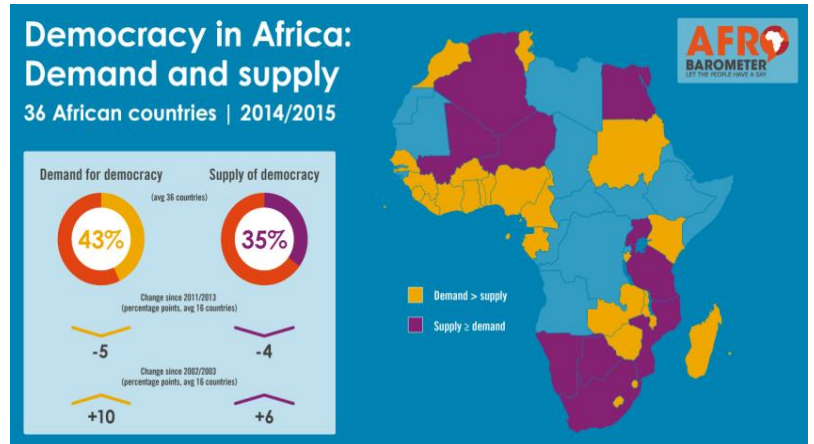 Democracy in Africa:
Demand and supply
36 African countries | 2014/2015
AFRO
BAROMETER
LET THE PEOPLE HAVE A SAY
Demand for democracy
Supply of democracy
(avg 36 countries)
43%
35%
Change since 2011/2013
(percentage points, avg 16 countries)
-5
-4
Change since 2002/2003
(percentage points, avg 16 countries)
+10
+6
Demand > supply
Supply ≥ demand